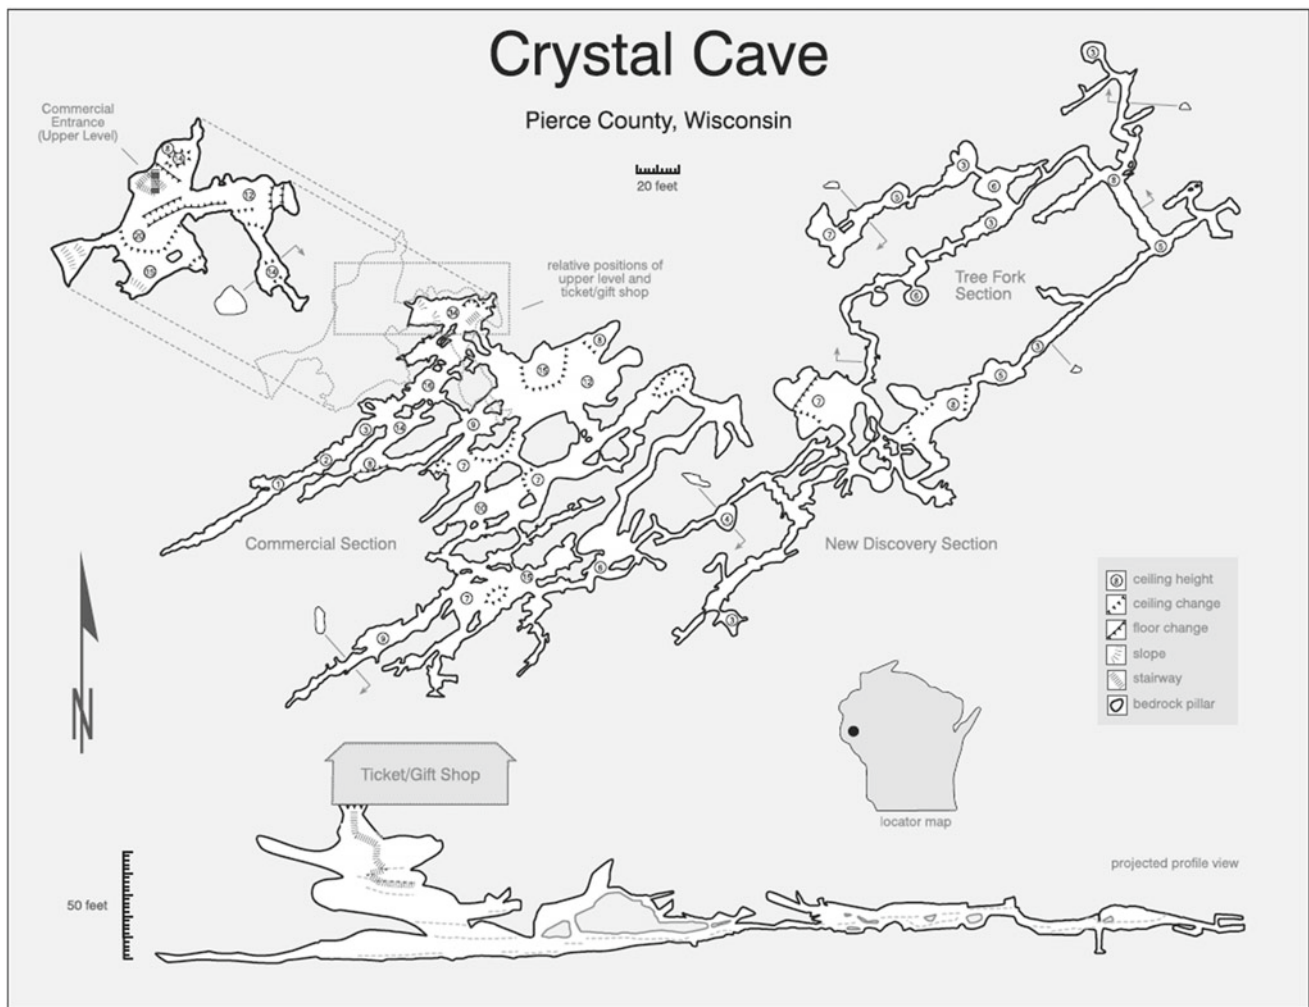 Crystal Cave
Pierce County, Wisconsin
20 feet
Commercial
Entrance
(Upper Level)
relative positions of
upper level and
ticket/gift shop
Tree Fork
Section
Commercial Section
New Discovery Section
ceiling height
ceiling change
floor change
slope
stairway
bedrock pillar
N
Ticket/Gift Shop
locator map
projected profile view
50 feet